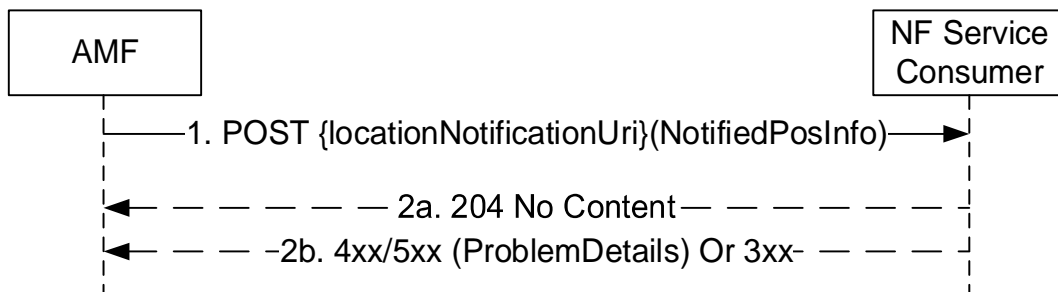 AMF
NF Service
Consumer
1. POST {locationNotificationUri}(NotifiedPosInfo)
2a. 204 No Content
2b. 4xx/5xx (ProblemDetails) Or 3xx